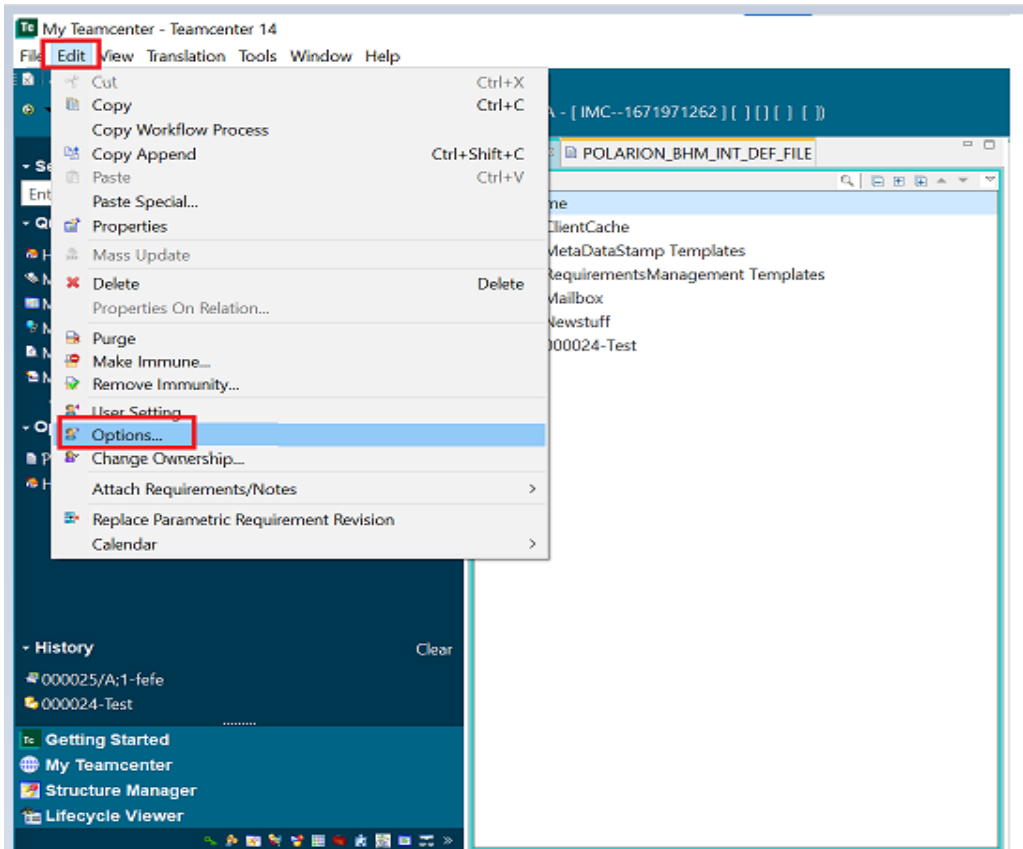 My Teamcenter - Teamcenter 14
File Edit View Translation Tools Window Help
Cut Ctrl+X
Copy Ctrl+C
Copy Workflow Process
Copy Append Ctrl+Shift+C
Paste Ctrl+V
Paste Special...
Properties
Mass Update
Delete Delete
Properties On Relation...
Purge
Make Immune...
Remove Immunity...
User Setting
Options...
Change Ownership...
Attach Requirements/Notes
Replace Parametric Requirement Revision
Calendar
A - [ IMC--1671971262 ] [ ] [ ] [ ] [ ])
POLARION_BHM_INT_DEF_FILE
me
ClientCache
MetaDataStamp Templates
RequirementsManagement Templates
Mailbox
Newstuff
000024-Test
Se
Ent
History Clear
000025/A;1-fefe
000024-Test
Getting Started
My Teamcenter
Structure Manager
Lifecycle Viewer